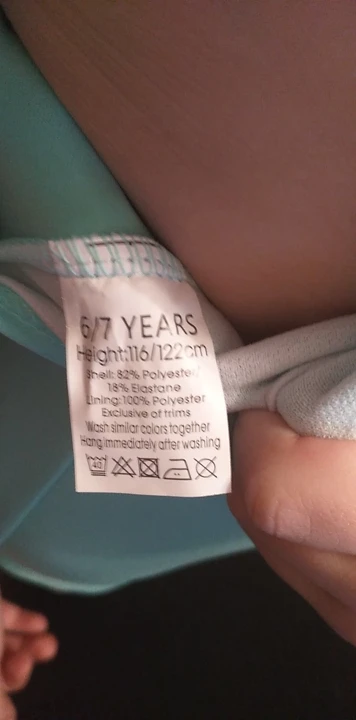 6/7 YEARS
Height:116/122cm
Shell: 82% Polyester
18% Elastane
Lining:100% Polyester
Exclusive of trims
Wash similar colors together
Hang immediately after washing
40